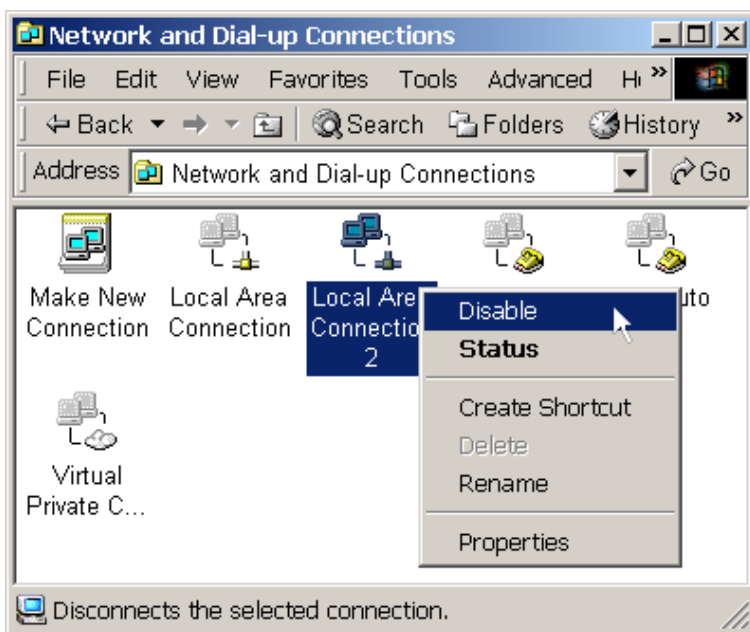 Network and Dial-up Connections
File Edit View Favorites Tools Advanced »
Back Search Folders History »
Address Network and Dial-up Connections Go
Make New Connection
Local Area Connection
Local Are
Connectio
2
uto
Disable
Status
Create Shortcut
Delete
Rename
Properties
Virtual
Private C...
Disconnects the selected connection.